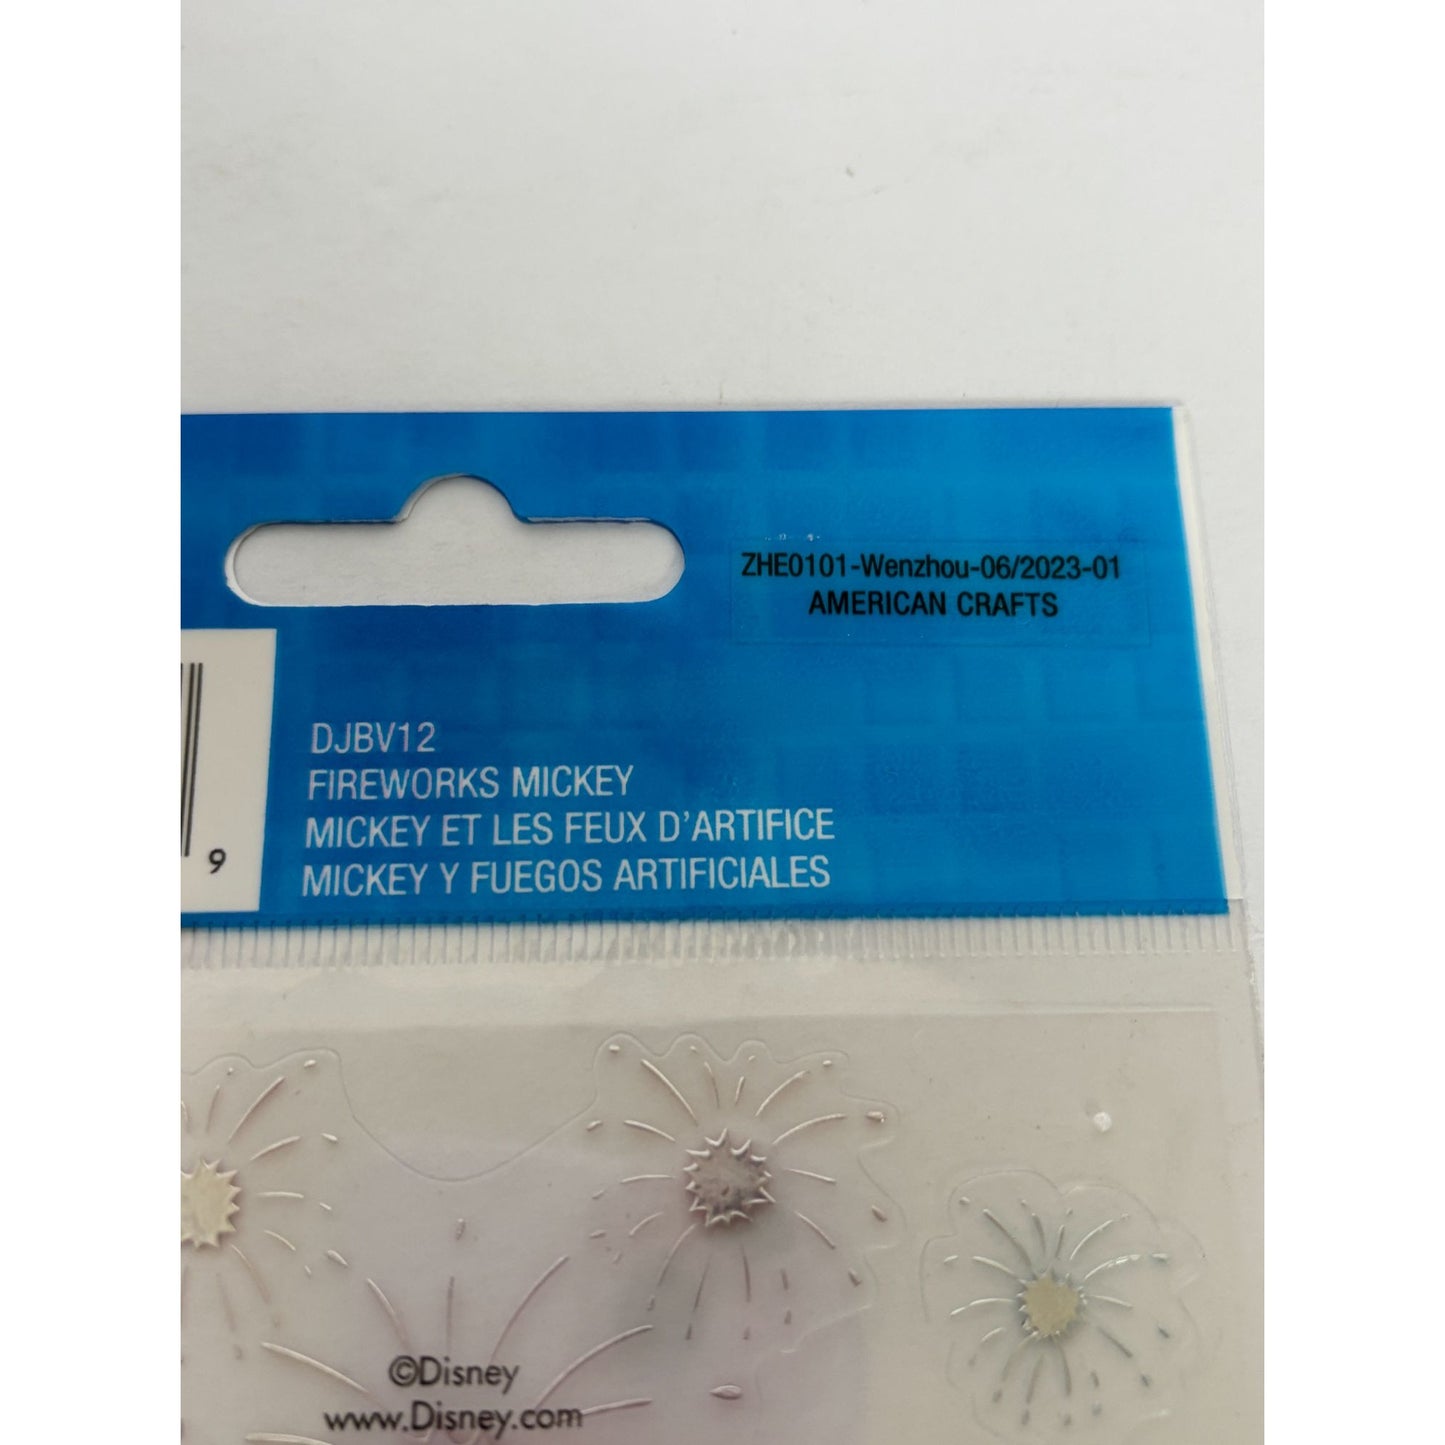 ZHE0101-Wenzhou-06/2023-01
AMERICAN CRAFTS
9
DJBV12
FIREWORKS MICKEY
MICKEY ET LES FEUX D'ARTIFICE
MICKEY Y FUEGOS ARTIFICIALES
©Disney
www.Disney.com